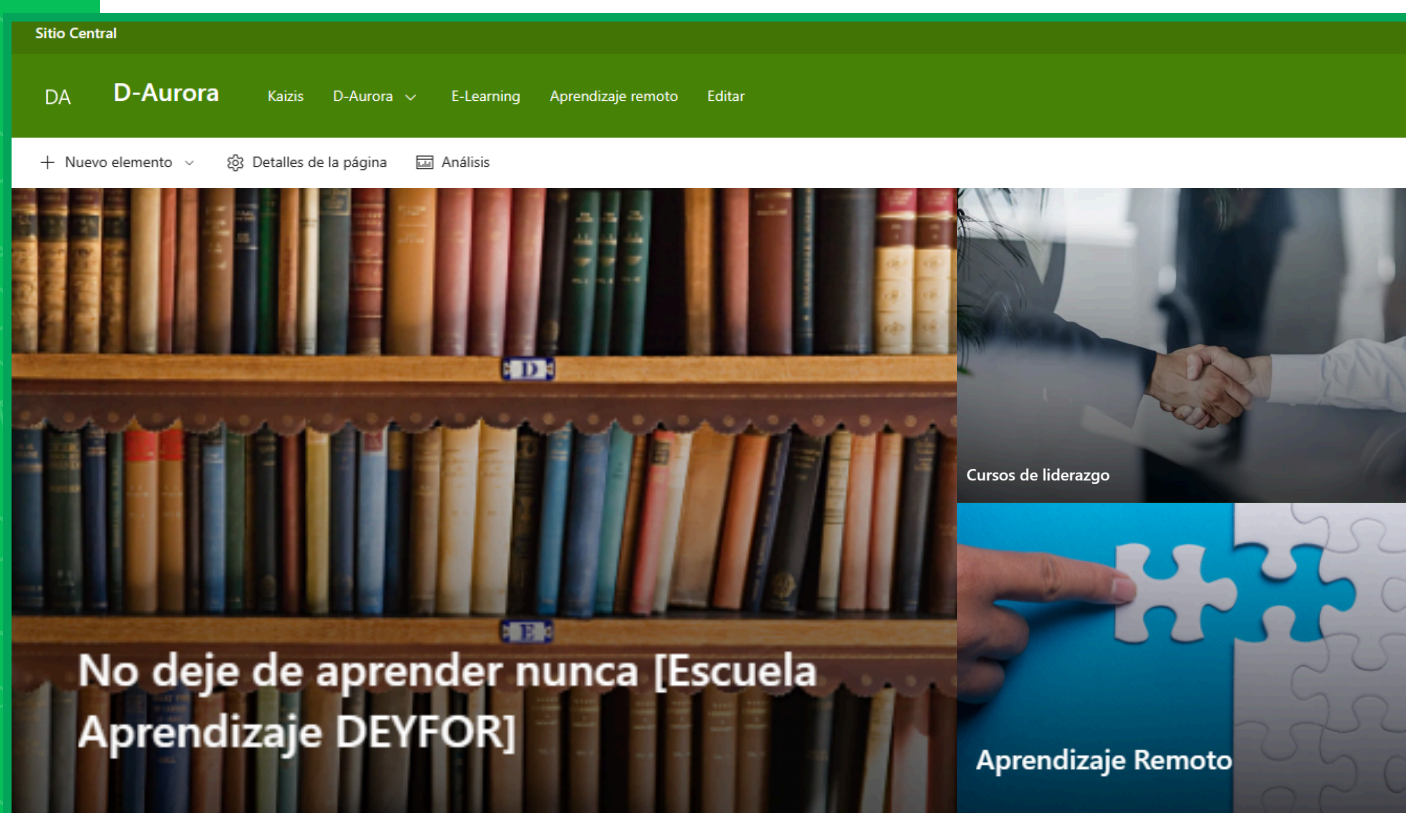 Sitio Central
DA D-Aurora Kaizis D-Aurora E-Learning Aprendizaje remoto Editar
Nuevo elemento Detalles de la página Análisis
D
Cursos de liderazgo
E
No deje de aprender nunca [Escuela
Aprendizaje DEYFOR]
Aprendizaje Remoto